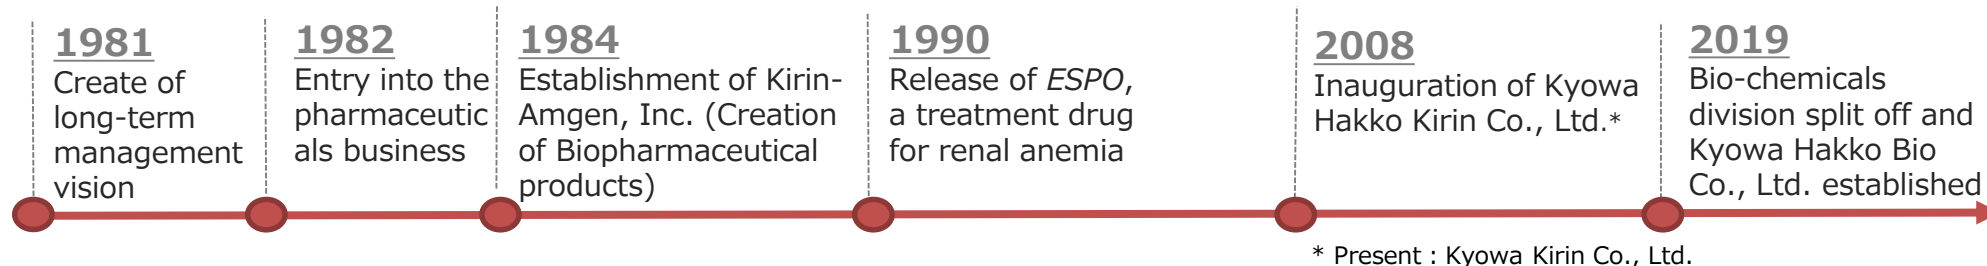 1981
Create of
long-term
management
vision
1982
Entry into the
pharmaceutic
als business
1984
Establishment of Kirin-
Amgen, Inc. (Creation
of Biopharmaceutical
products)
1990
Release of ESPO,
a treatment drug
for renal anemia
2008
Inauguration of Kyowa
Hakko Kirin Co., Ltd.*
2019
Bio-chemicals
division split off and
Kyowa Hakko Bio
Co., Ltd. established
* Present : Kyowa Kirin Co., Ltd.